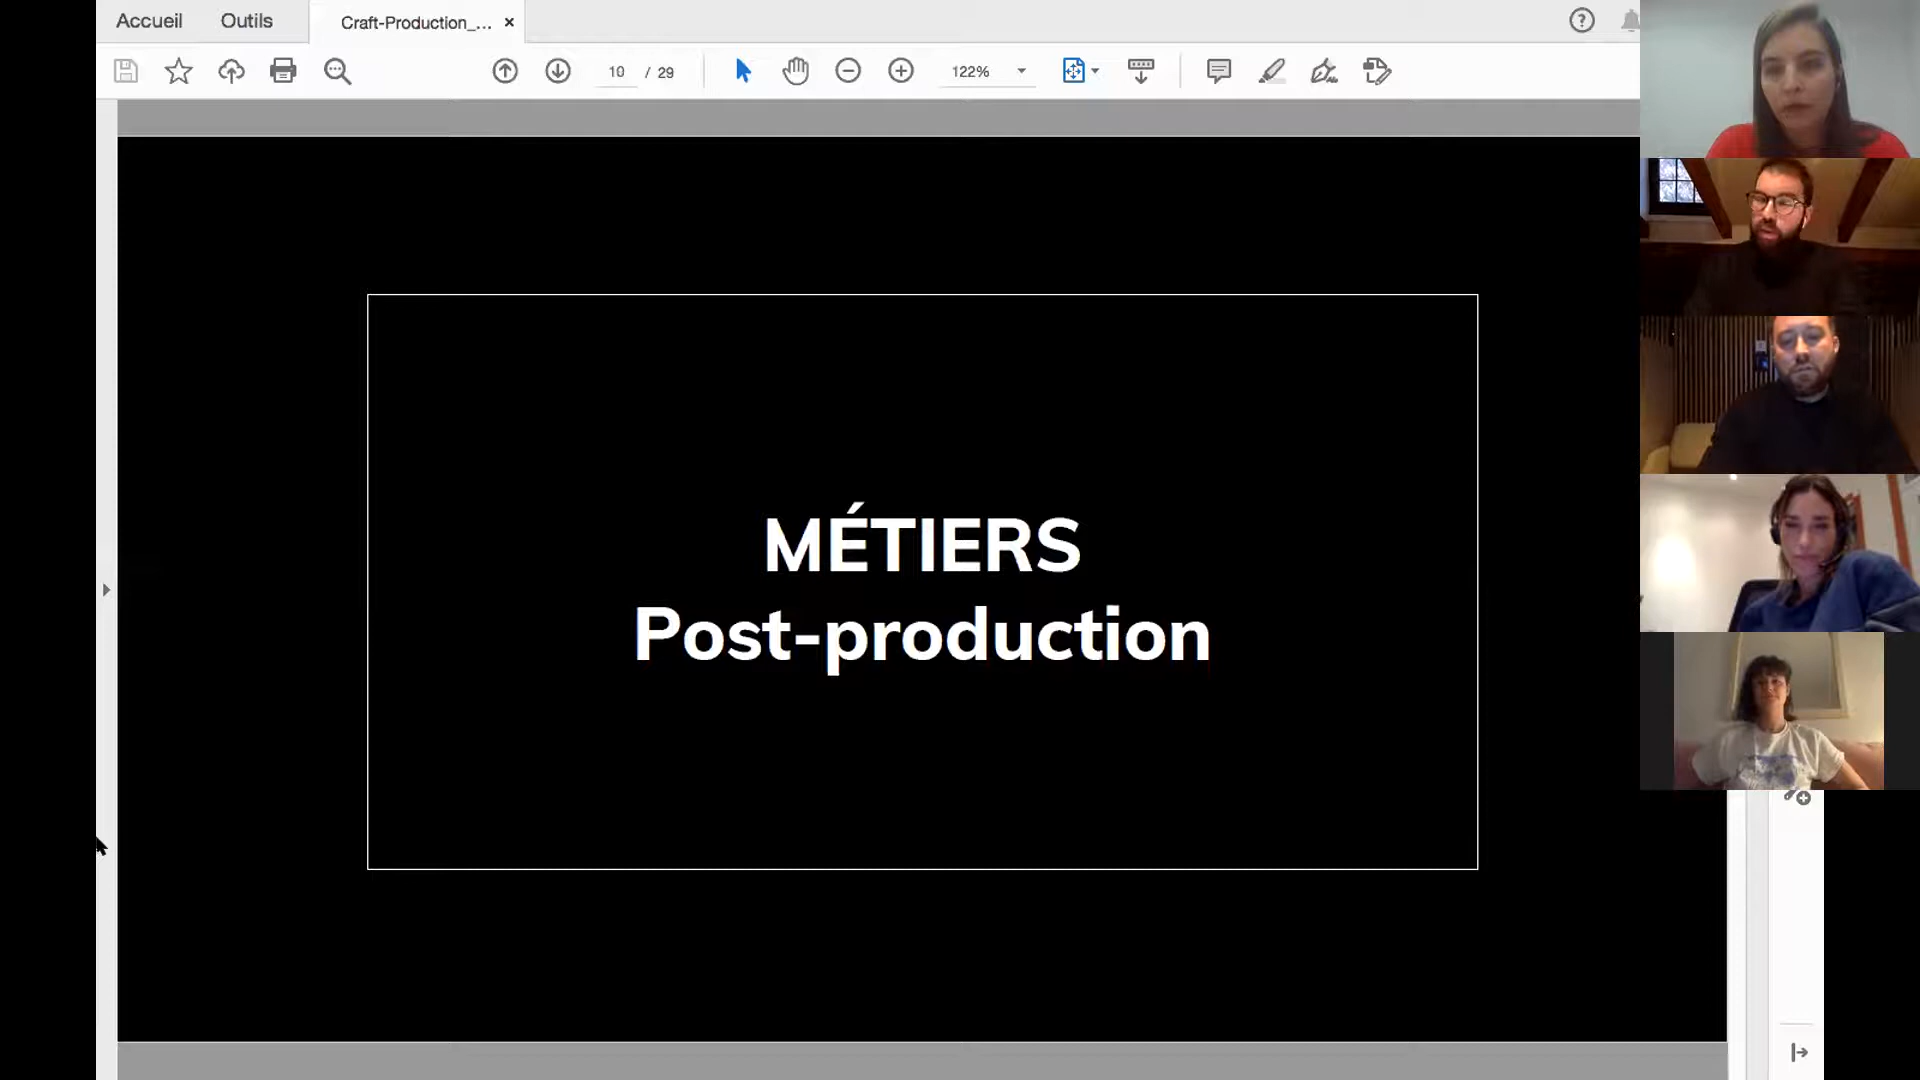 Accueil Outils Craft-Production_... ×
10 / 29 122%
MÉTIERS
Post-production